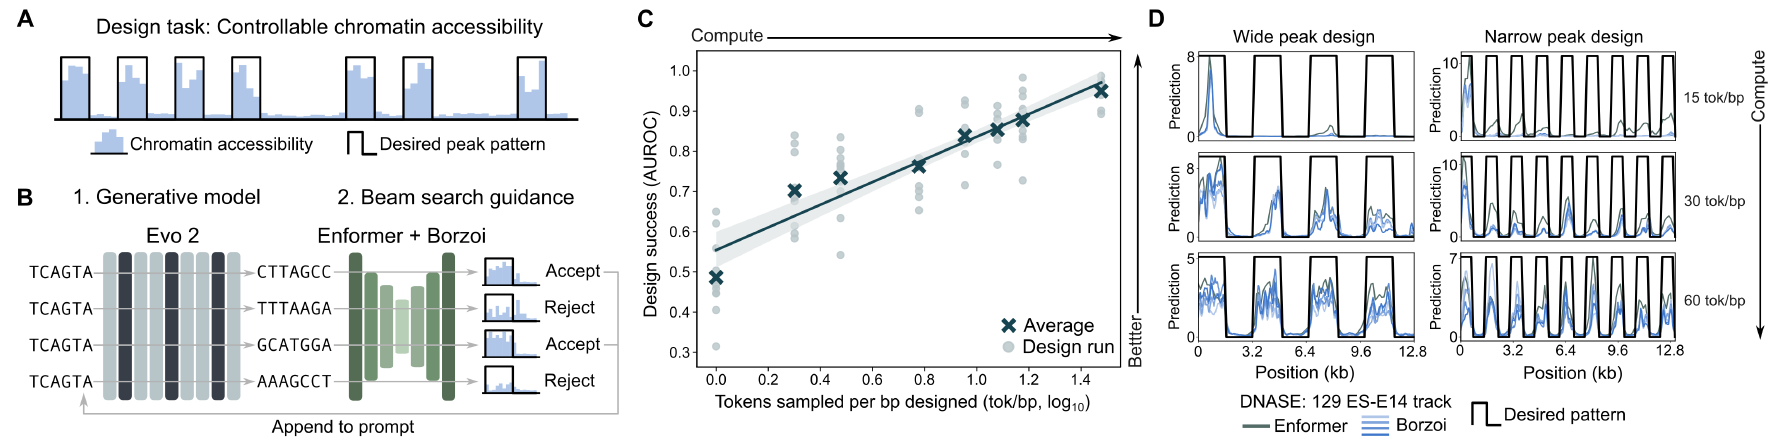 A
Design task: Controllable chromatin accessibility
Chromatin accessibility
Desired peak pattern
B
1. Generative model
2. Beam search guidance
Evo 2
Enformer + Borzoi
TCAGTA CTTAGCC Accept
TCAGTA TTTAAGA Reject
TCAGTA GCATGGA Accept
TCAGTA AAAGCCT Reject
Append to prompt
C
Compute
Design success (AUROC)
1.0
0.9
0.8
0.7
0.6
0.5
0.4
0.3
Average
Design run
0.0 0.2 0.4 0.6 0.8 1.0 1.2 1.4
Tokens sampled per bp designed (tok/bp, log10)
Bettter
D
Wide peak design
Narrow peak design
Prediction 8 0
Prediction 10 0
15 tok/bp
Prediction 8 0
Prediction 10 0
30 tok/bp
Prediction 5 0
Prediction 7 0
60 tok/bp
Compute
0 3.2 6.4 9.6 12.8
0 3.2 6.4 9.6 12.8
Position (kb)
Position (kb)
DNASE: 129 ES-E14 track
Enformer
Borzoi
Desired pattern